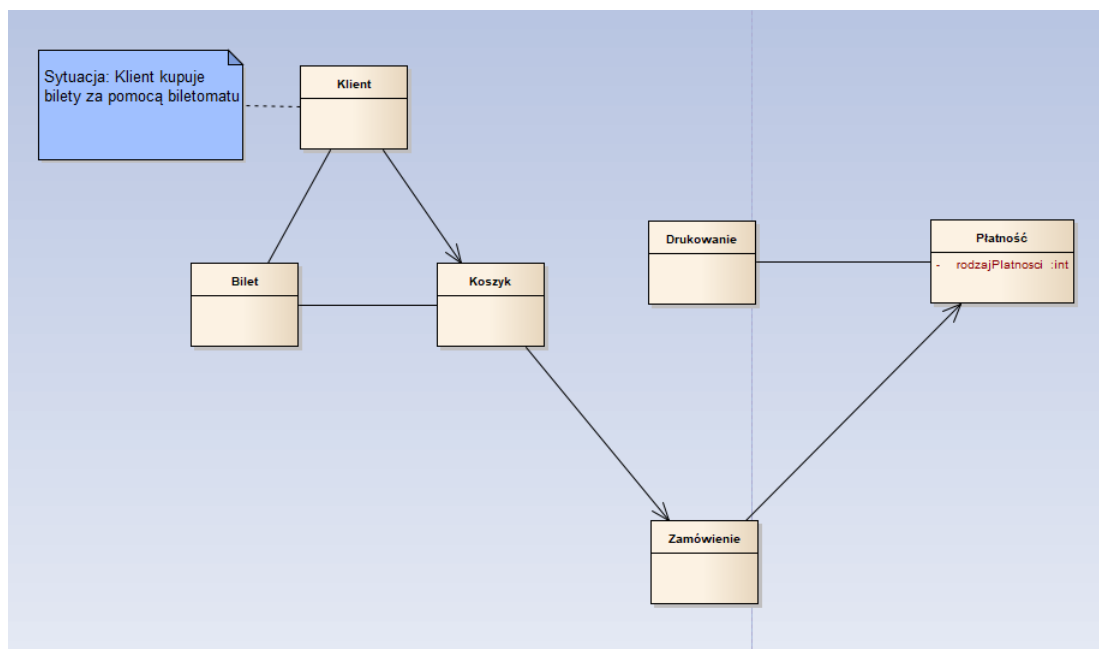 Sytuacja: Klient kupuje
bilety za pomocą biletomatu
Klient
Bilet
Koszyk
Drukowanie
Płatność
- rodzajPlatnosci :int
Zamówienie